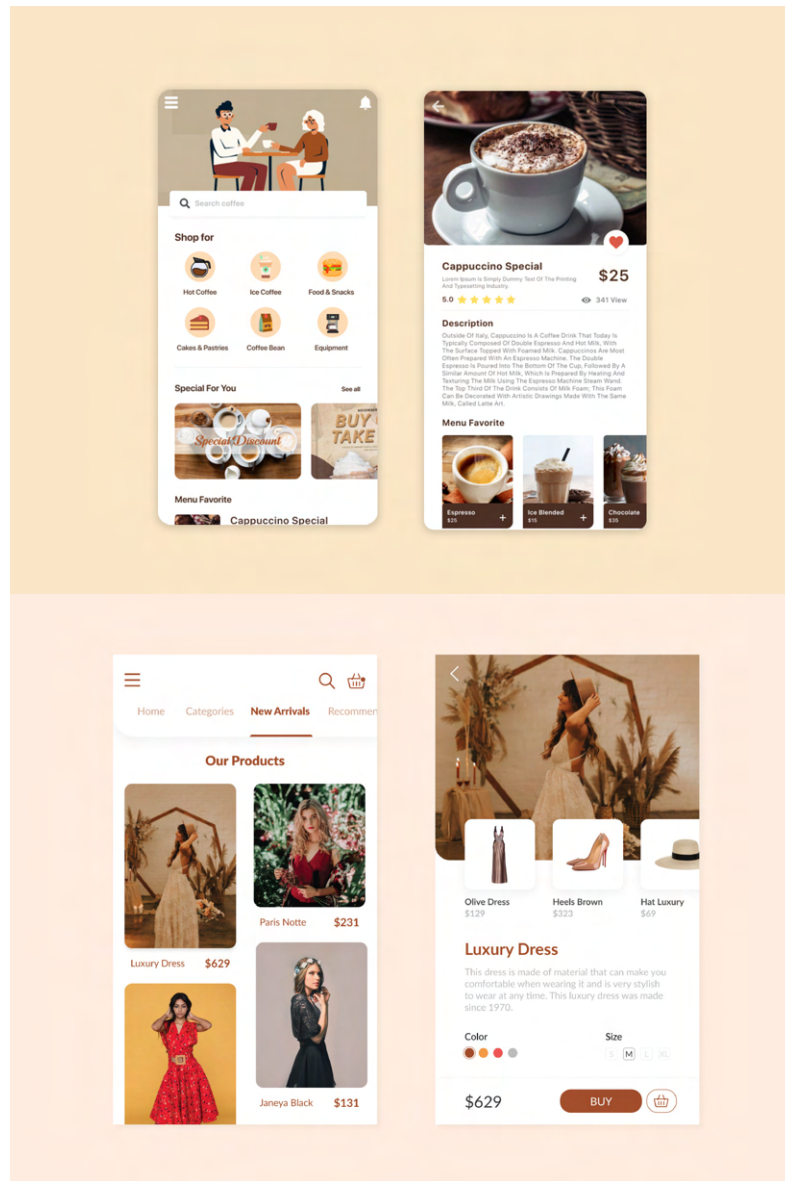 Search coffee
Shop for
Hot Coffee
Ice Coffee
Food & Snacks
Cakes & Pastries
Coffee Bean
Equipment
Special For You
See all
Special Discount
BUY
TAKE
Menu Favorite
Cappuccino Special
Cappuccino Special
$25
Lorem Ipsum Is Simply Dummy Text Of The Printing
And Typesetting Industry.
5.0
341 View
Description
Outside Of Italy, Cappuccino Is A Coffee Drink That Today Is
Typically Composed Of Double Espresso And Hot Milk, With
The Surface Topped With Foamed Milk. Cappuccinos Are Most
Often Prepared With An Espresso Machine. The Double
Espresso Is Poured Into The Bottom Of The Cup, Followed By A
Similar Amount Of Hot Milk, Which Is Prepared By Heating And
Texturing The Milk Using The Espresso Machine Steam Wand.
The Top Third Of The Drink Consists Of Milk Foam; This Foam
Can Be Decorated With Artistic Drawings Made With The Same
Milk, Called Latte Art.
Menu Favorite
Espresso
$25
+
Ice Blended
$15
+
Chocolate
$35
Home
Categories
New Arrivals
Recommen
Our Products
Luxury Dress
$629
Paris Notte
$231
Janeya Black
$131
Olive Dress
$129
Heels Brown
$323
Hat Luxury
$69
Luxury Dress
This dress is made of material that can make you
comfortable when wearing it and is very stylish
to wear at any time. This luxury dress was made
since 1970.
Color
Size
S
M
L
XL
$629
BUY